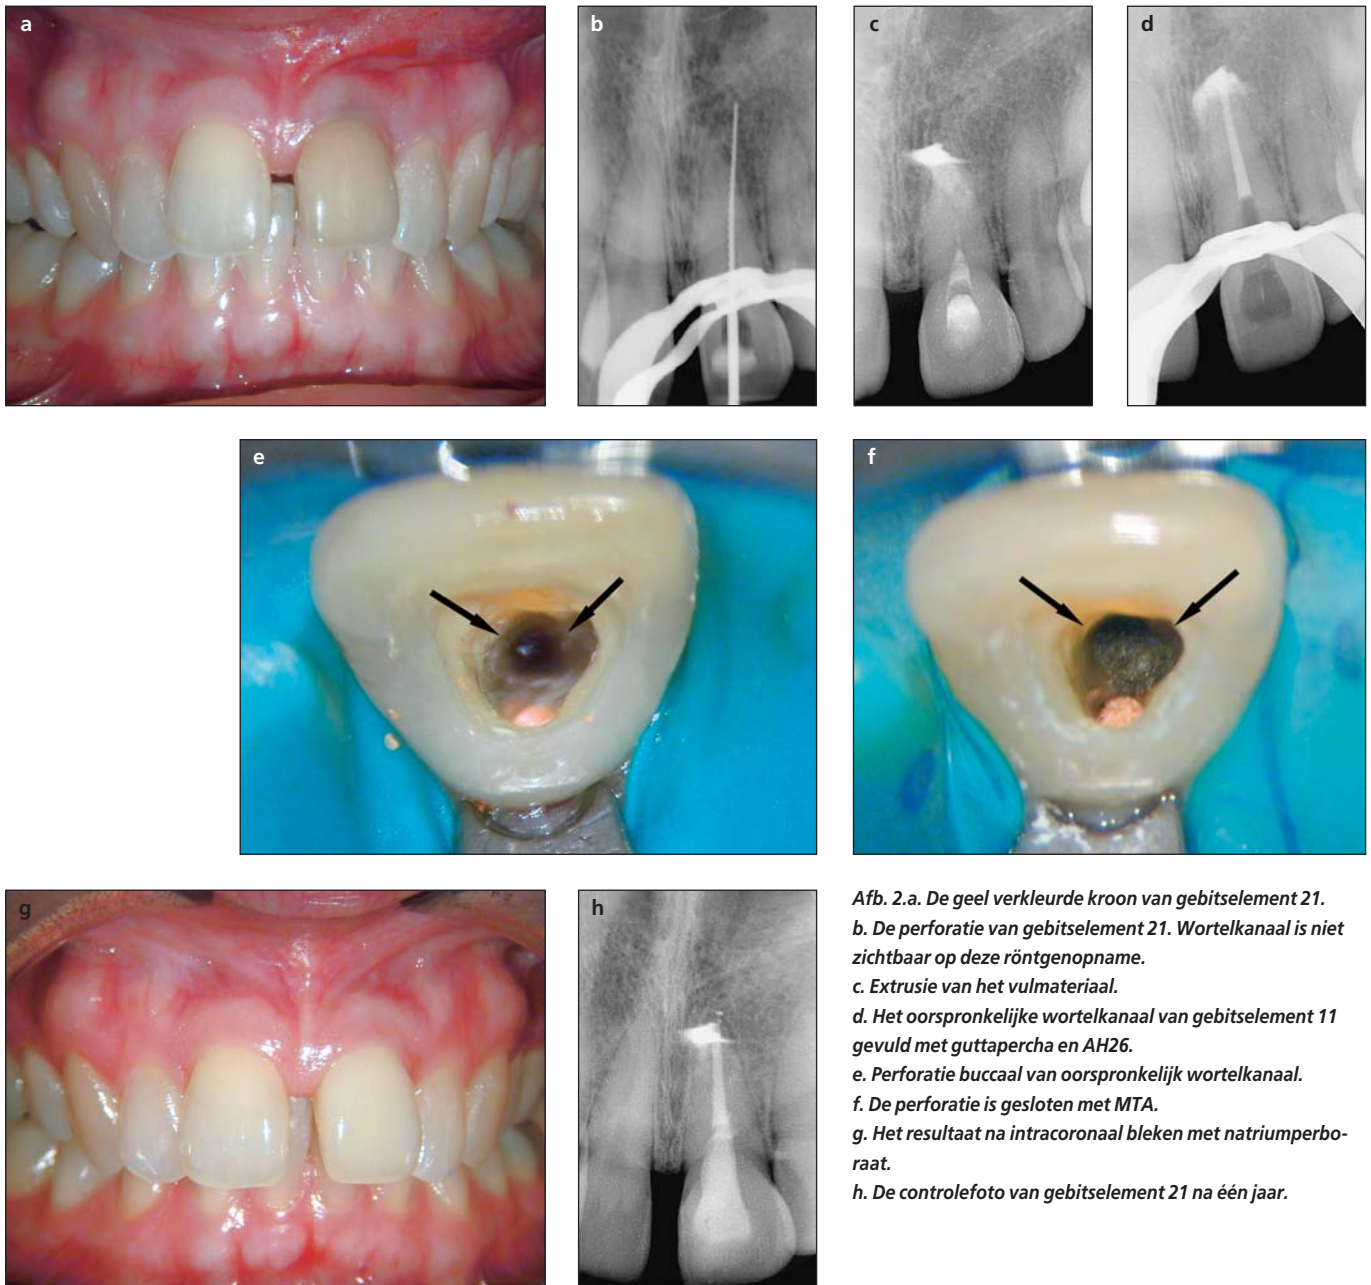 a
b
c
d
e
f
g
h
Afb. 2.a. De geel verkleurde kroon van gebitselement 21.
b. De perforatie van gebitselement 21. Wortelkanaal is niet
zichtbaar op deze röntgenopname.
c. Extrusie van het vulmateriaal.
d. Het oorspronkelijke wortelkanaal van gebitselement 11
gevuld met guttapercha en AH26.
e. Perforatie buccaal van oorspronkelijk wortelkanaal.
f. De perforatie is gesloten met MTA.
g. Het resultaat na intracoronaal bleken met natriumperbo-
raat.
h. De controlefoto van gebitselement 21 na één jaar.